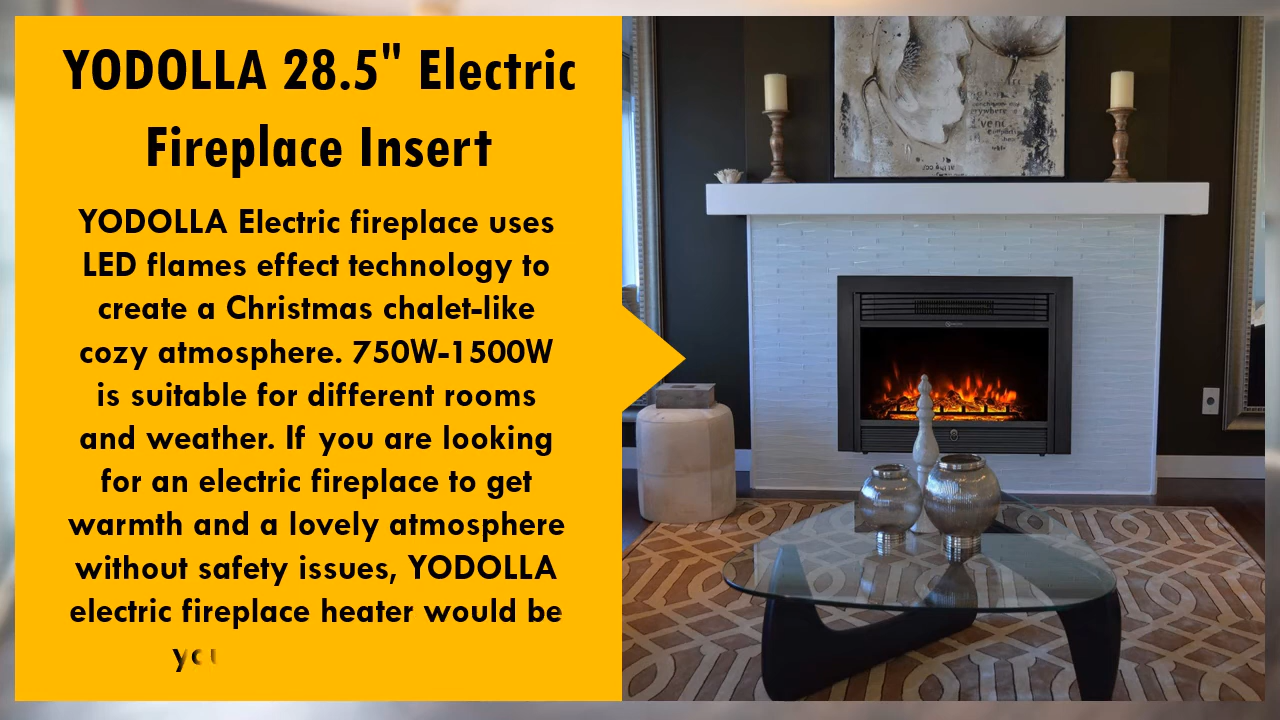 YODOLLA 28.5" Electric
Fireplace Insert
YODOLLA Electric fireplace uses
LED flames effect technology to
create a Christmas chalet-like
cozy atmosphere. 750W-1500W
is suitable for different rooms
and weather. If you are looking
for an electric fireplace to get
warmth and a lovely atmosphere
without safety issues, YODOLLA
electric fireplace heater would be